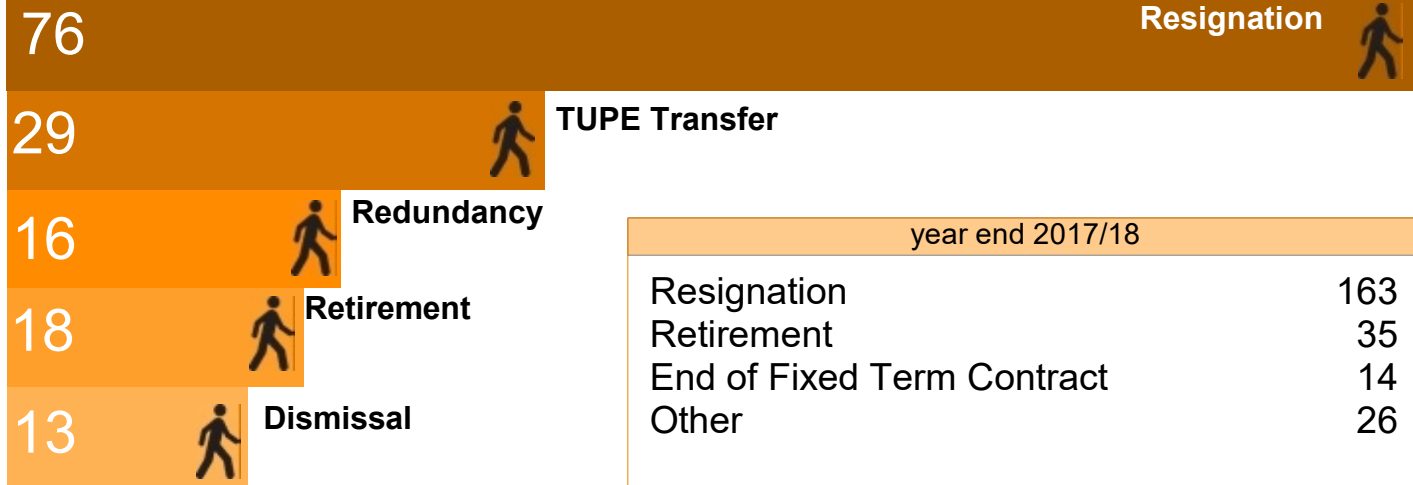 76 Resignation
29 TUPE Transfer
16 Redundancy
18 Retirement
13 Dismissal
year end 2017/18
Resignation 163
Retirement 35
End of Fixed Term Contract 14
Other 26